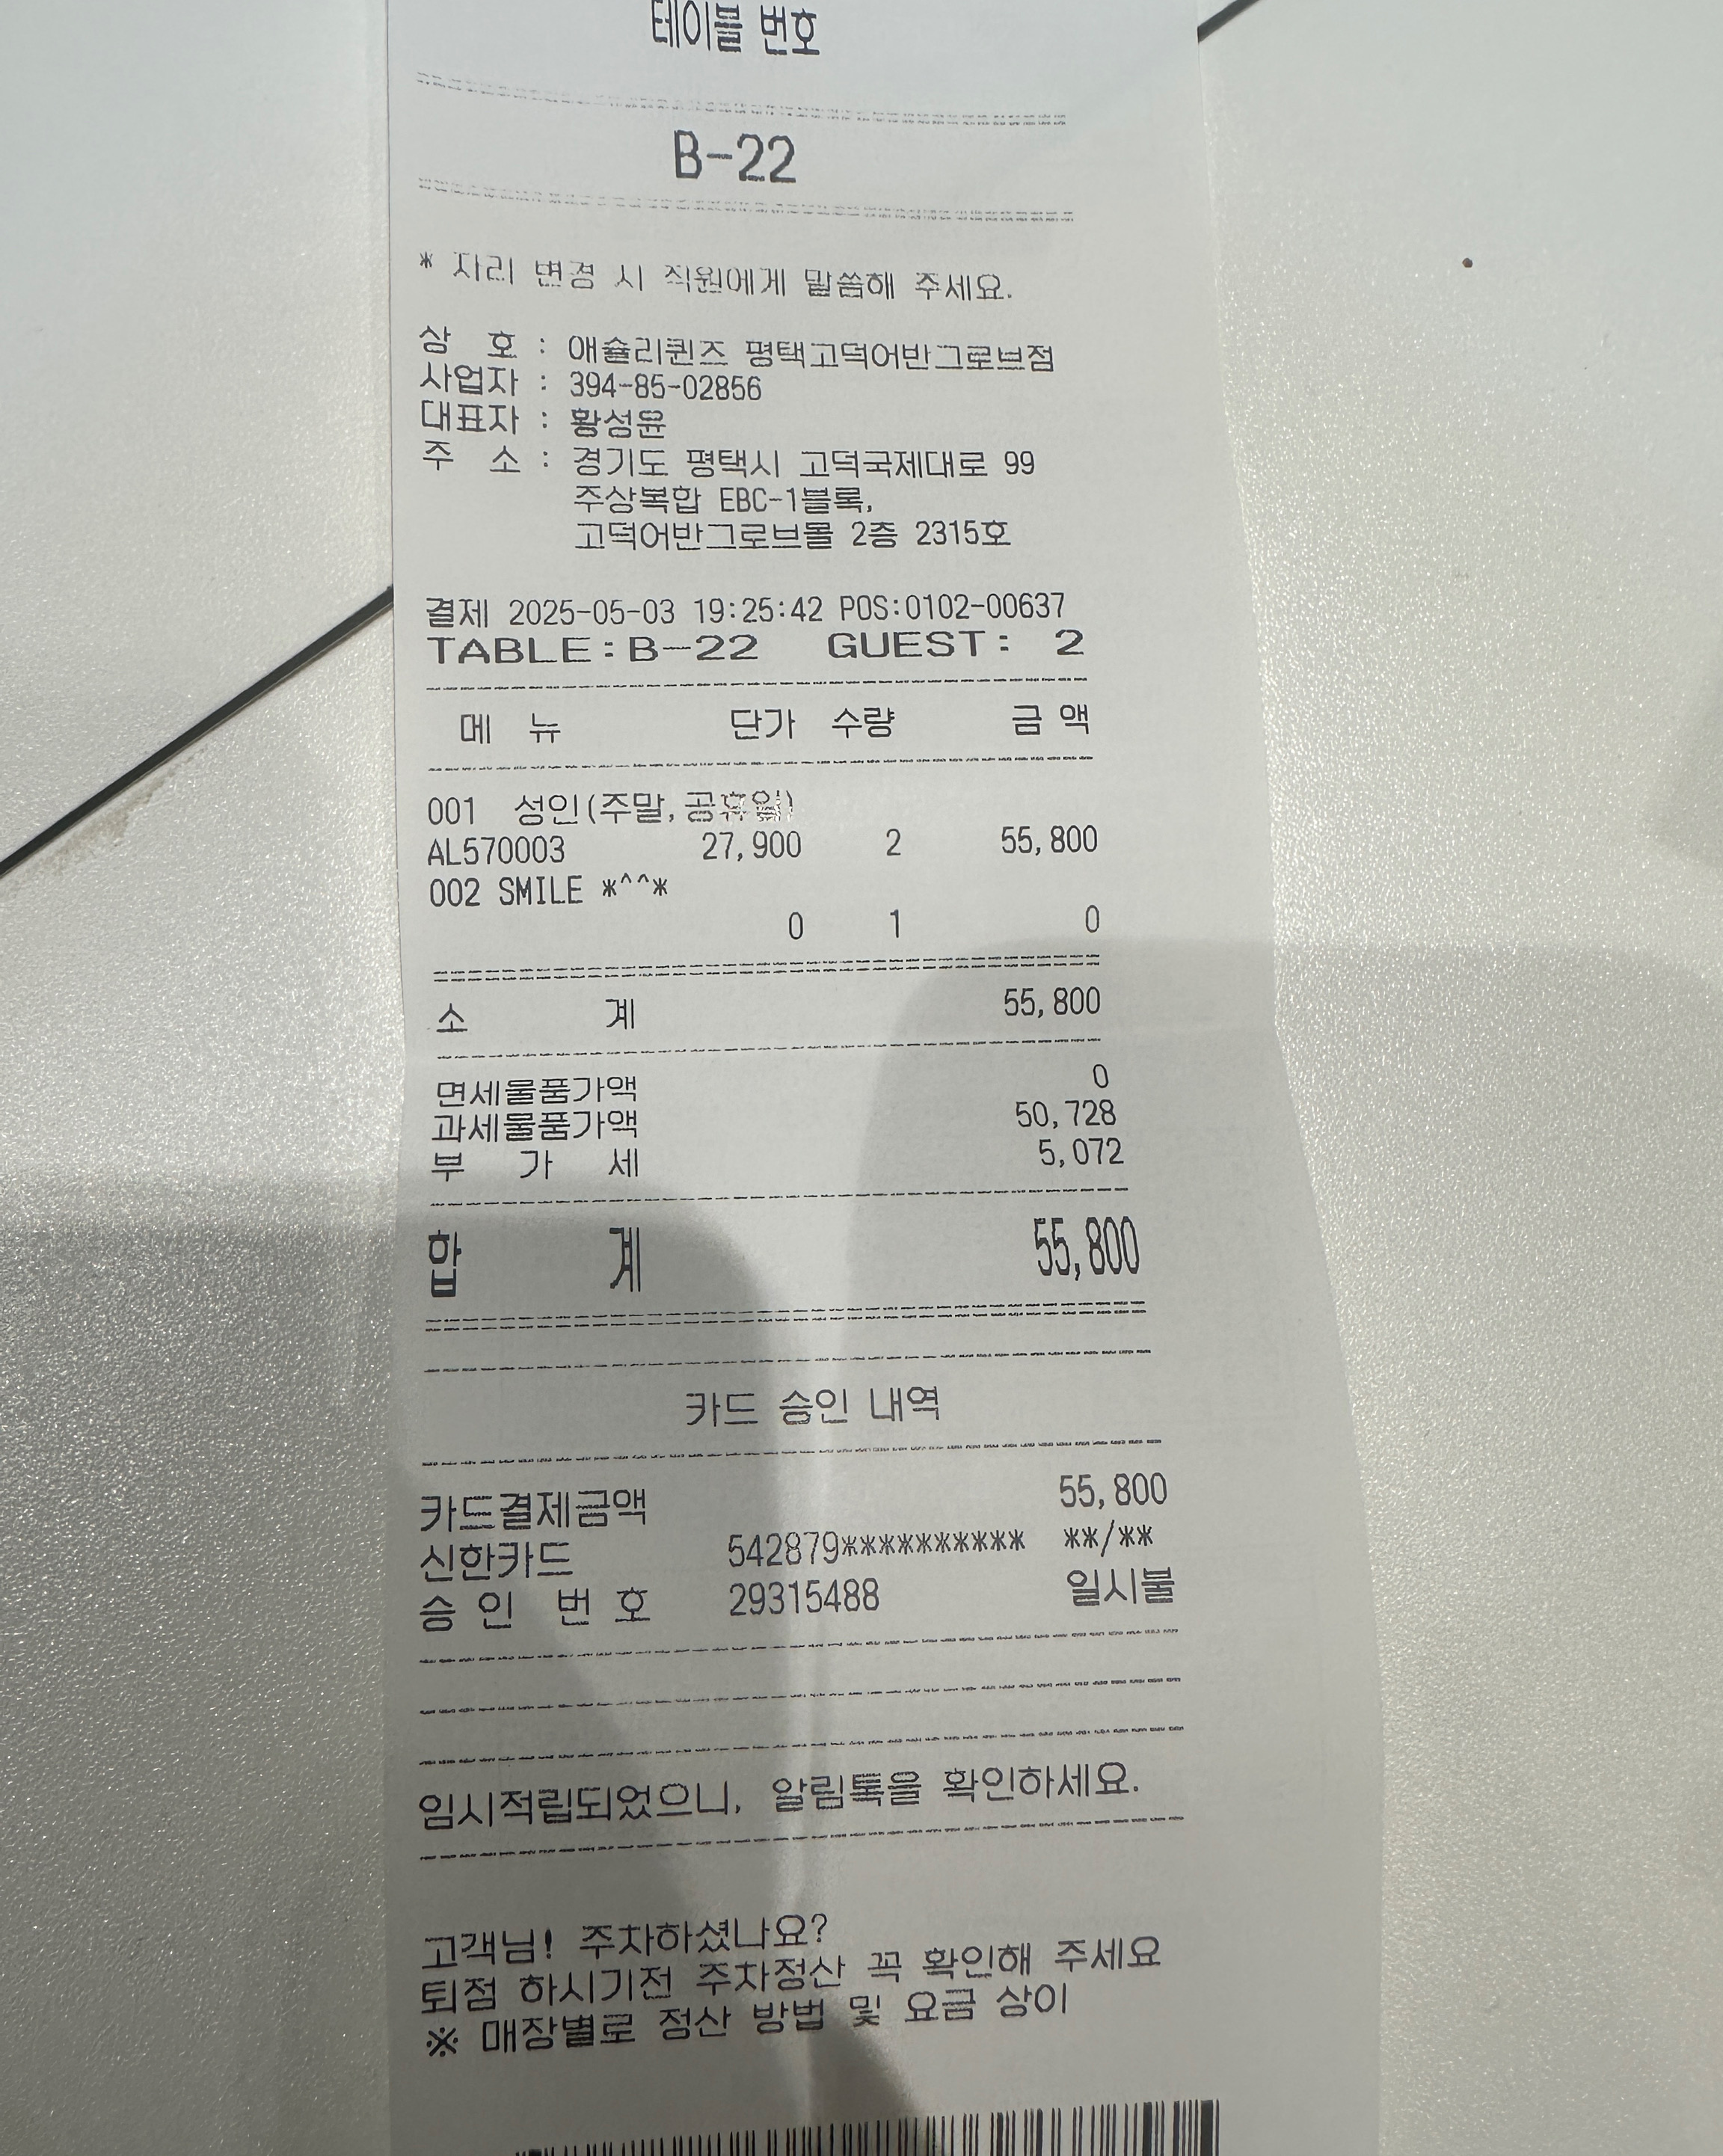 테이블 번호
B-22
* 자리 변경 시 직원에게 말씀해 주세요.
상 호 : 애슐리퀸즈 평택고덕어반그로브점
사업자 : 394-85-02856
대표자 : 황성윤
주 소 : 경기도 평택시 고덕국제대로 99
주상복합 EBC-1블록,
고덕어반그로브몰 2층 2315호
결제 2025-05-03 19:25:42 POS:0102-00637
TABLE:B-22 GUEST: 2
메 뉴 단가 수량 금 액
001 성인(주말,공휴일)
AL570003 27,900 2 55,800
002 SMILE *^^*
0 1 0
소 계 55,800
면세물품가액 0
과세물품가액 50,728
부 가 세 5,072
합 계 55,800
카드 승인 내역
카드결제금액 55,800
신한카드 542879********** **/**
승 인 번 호 29315488 일시불
임시적립되었으니, 알림톡을 확인하세요.
고객님! 주차하셨나요?
퇴점 하시기전 주차정산 꼭 확인해 주세요
※ 매장별로 정산 방법 및 요금 상이